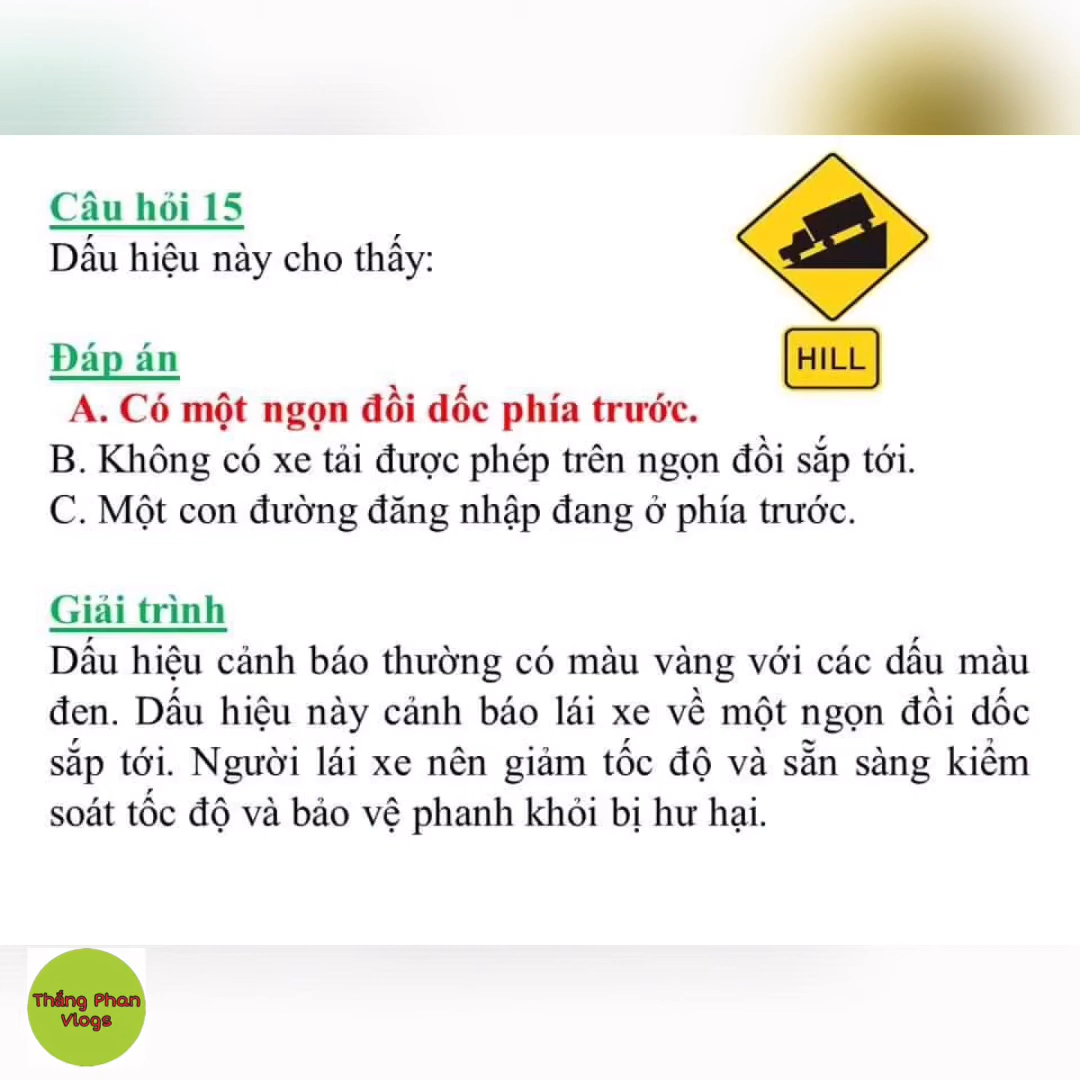 Câu hỏi 15
Dấu hiệu này cho thấy:
HILL
Đáp án
A. Có một ngọn đồi dốc phía trước.
B. Không có xe tải được phép trên ngọn đồi sắp tới.
C. Một con đường đăng nhập đang ở phía trước.
Giải trình
Dấu hiệu cảnh báo thường có màu vàng với các dấu màu
đen. Dấu hiệu này cảnh báo lái xe về một ngọn đồi dốc
sắp tới. Người lái xe nên giảm tốc độ và sẵn sàng kiểm
soát tốc độ và bảo vệ phanh khỏi bị hư hại.
Thắng Phan
Vlogs